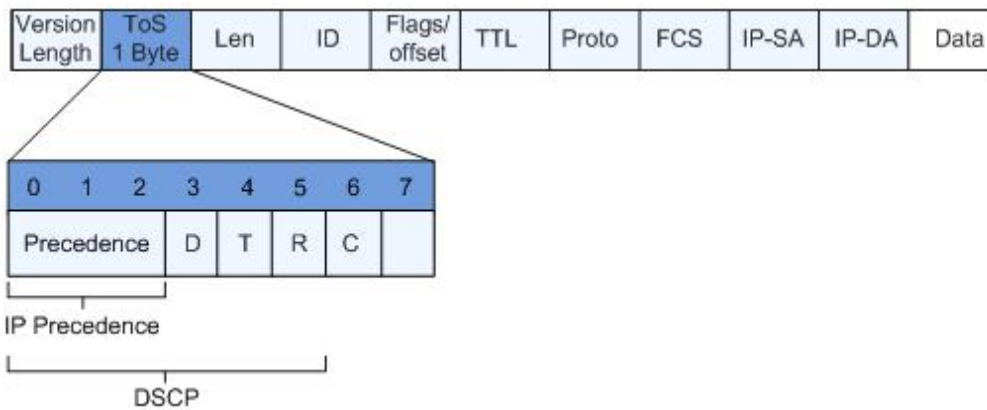 Version Length ToS 1 Byte Len ID Flags/ offset TTL Proto FCS IP-SA IP-DA Data
0 1 2 3 4 5 6 7
Precedence D T R C
IP Precedence
DSCP